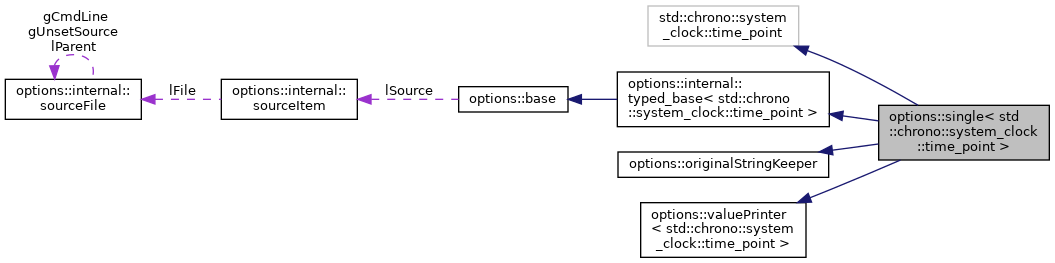 gCmdLine
gUnsetSource
lParent
options::internal::
sourceFile
lFile
options::internal::
sourceItem
lSource
options::base
std::chrono::system
_clock::time_point
options::internal::
typed_base< std::chrono
::system_clock::time_point >
options::originalStringKeeper
options::valuePrinter
< std::chrono::system
_clock::time_point >
options::single< std
::chrono::system_clock
::time_point >